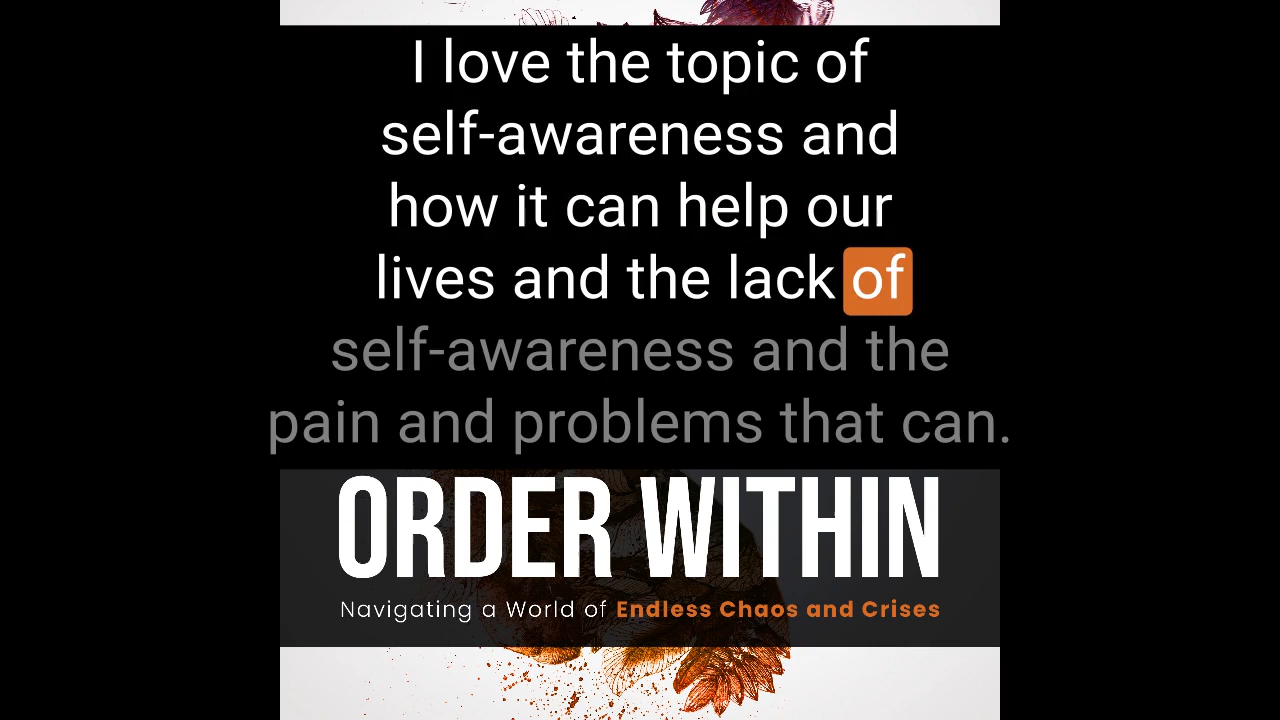 I love the topic of
self-awareness and
how it can help our
lives and the lack of
self-awareness and the
pain and problems that can.
ORDER WITHIN
Navigating a World of Endless Chaos and Crises